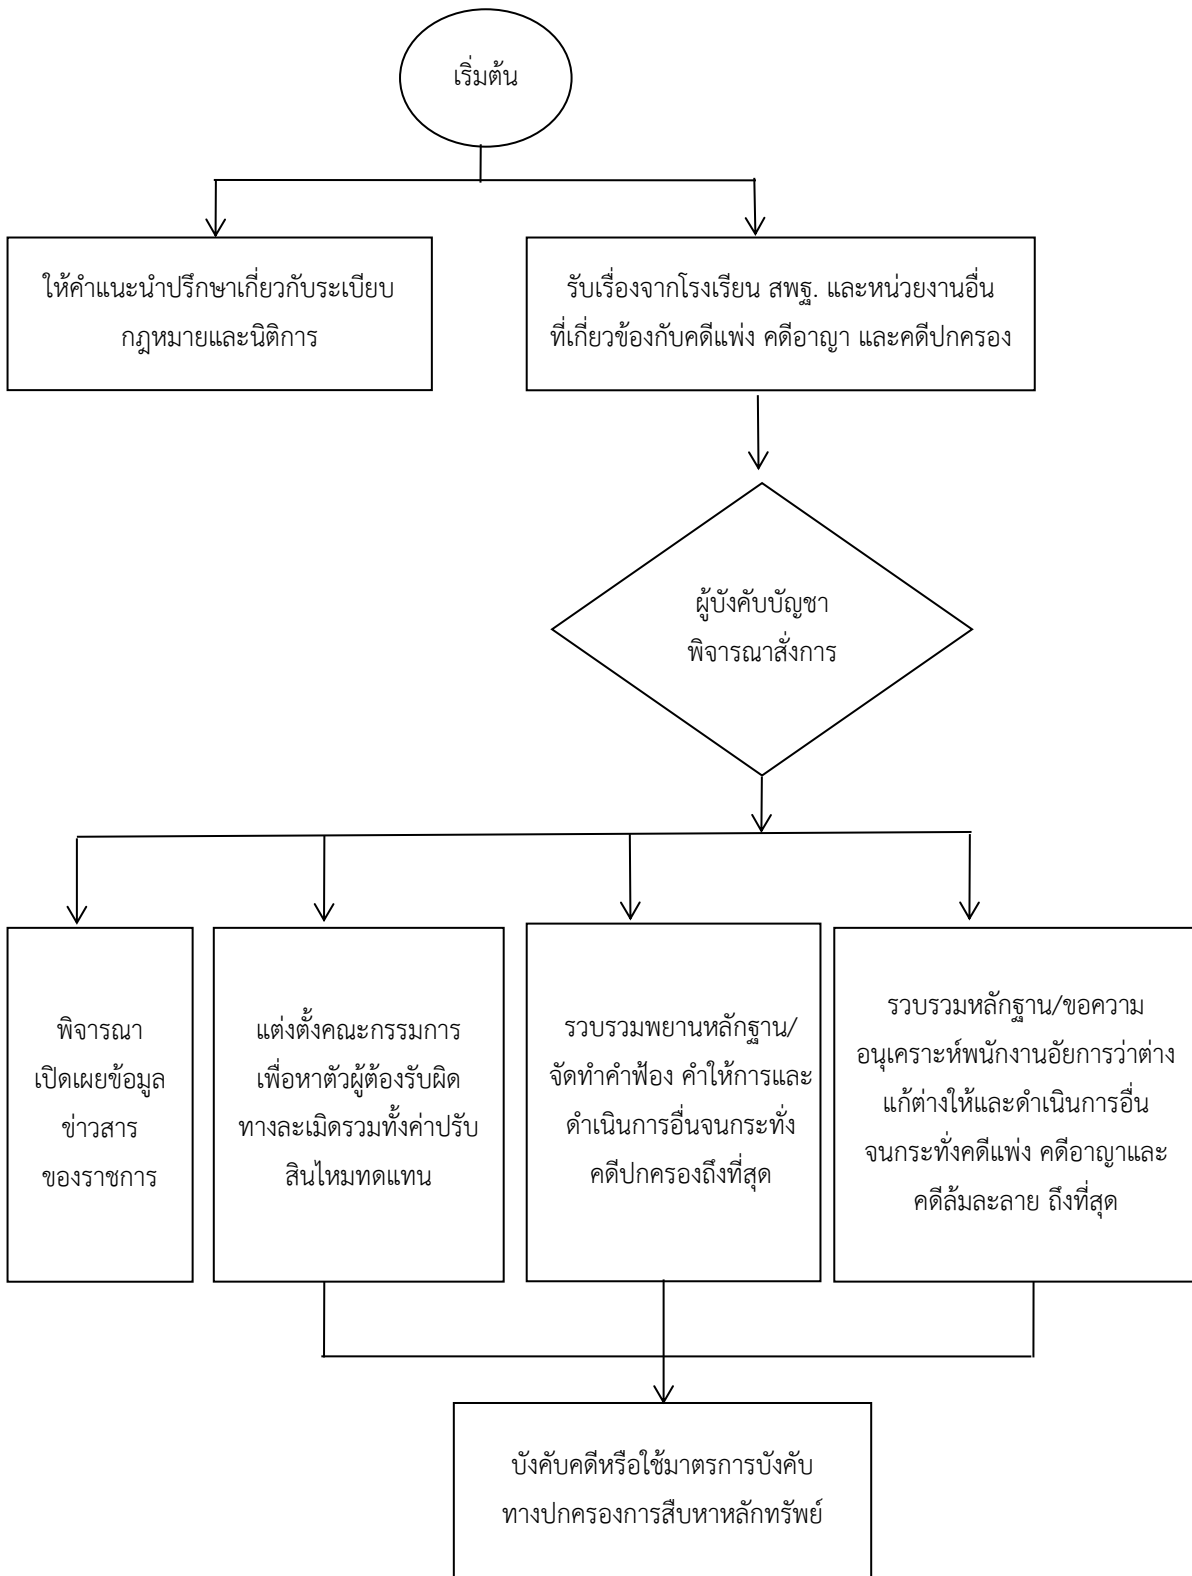 เริ่มต้น
ให้คำแนะนำปรึกษาเกี่ยวกับระเบียบ
กฎหมายและนิติการ
รับเรื่องจากโรงเรียน สพฐ. และหน่วยงานอื่น
ที่เกี่ยวข้องกับคดีแพ่ง คดีอาญา และคดีปกครอง
ผู้บังคับบัญชา
พิจารณาสั่งการ
พิจารณา
เปิดเผยข้อมูล
ข่าวสาร
ของราชการ
แต่งตั้งคณะกรรมการ
เพื่อหาตัวผู้ต้องรับผิด
ทางละเมิดรวมทั้งค่าปรับ
สินไหมทดแทน
รวบรวมพยานหลักฐาน/
จัดทำคำฟ้อง คำให้การและ
ดำเนินการอื่นจนกระทั่ง
คดีปกครองถึงที่สุด
รวบรวมหลักฐาน/ขอความ
อนุเคราะห์พนักงานอัยการว่าต่าง
แก้ต่างให้และดำเนินการอื่น
จนกระทั่งคดีแพ่ง คดีอาญาและ
คดีล้มละลาย ถึงที่สุด
บังคับคดีหรือใช้มาตรการบังคับ
ทางปกครองการสืบหาหลักทรัพย์